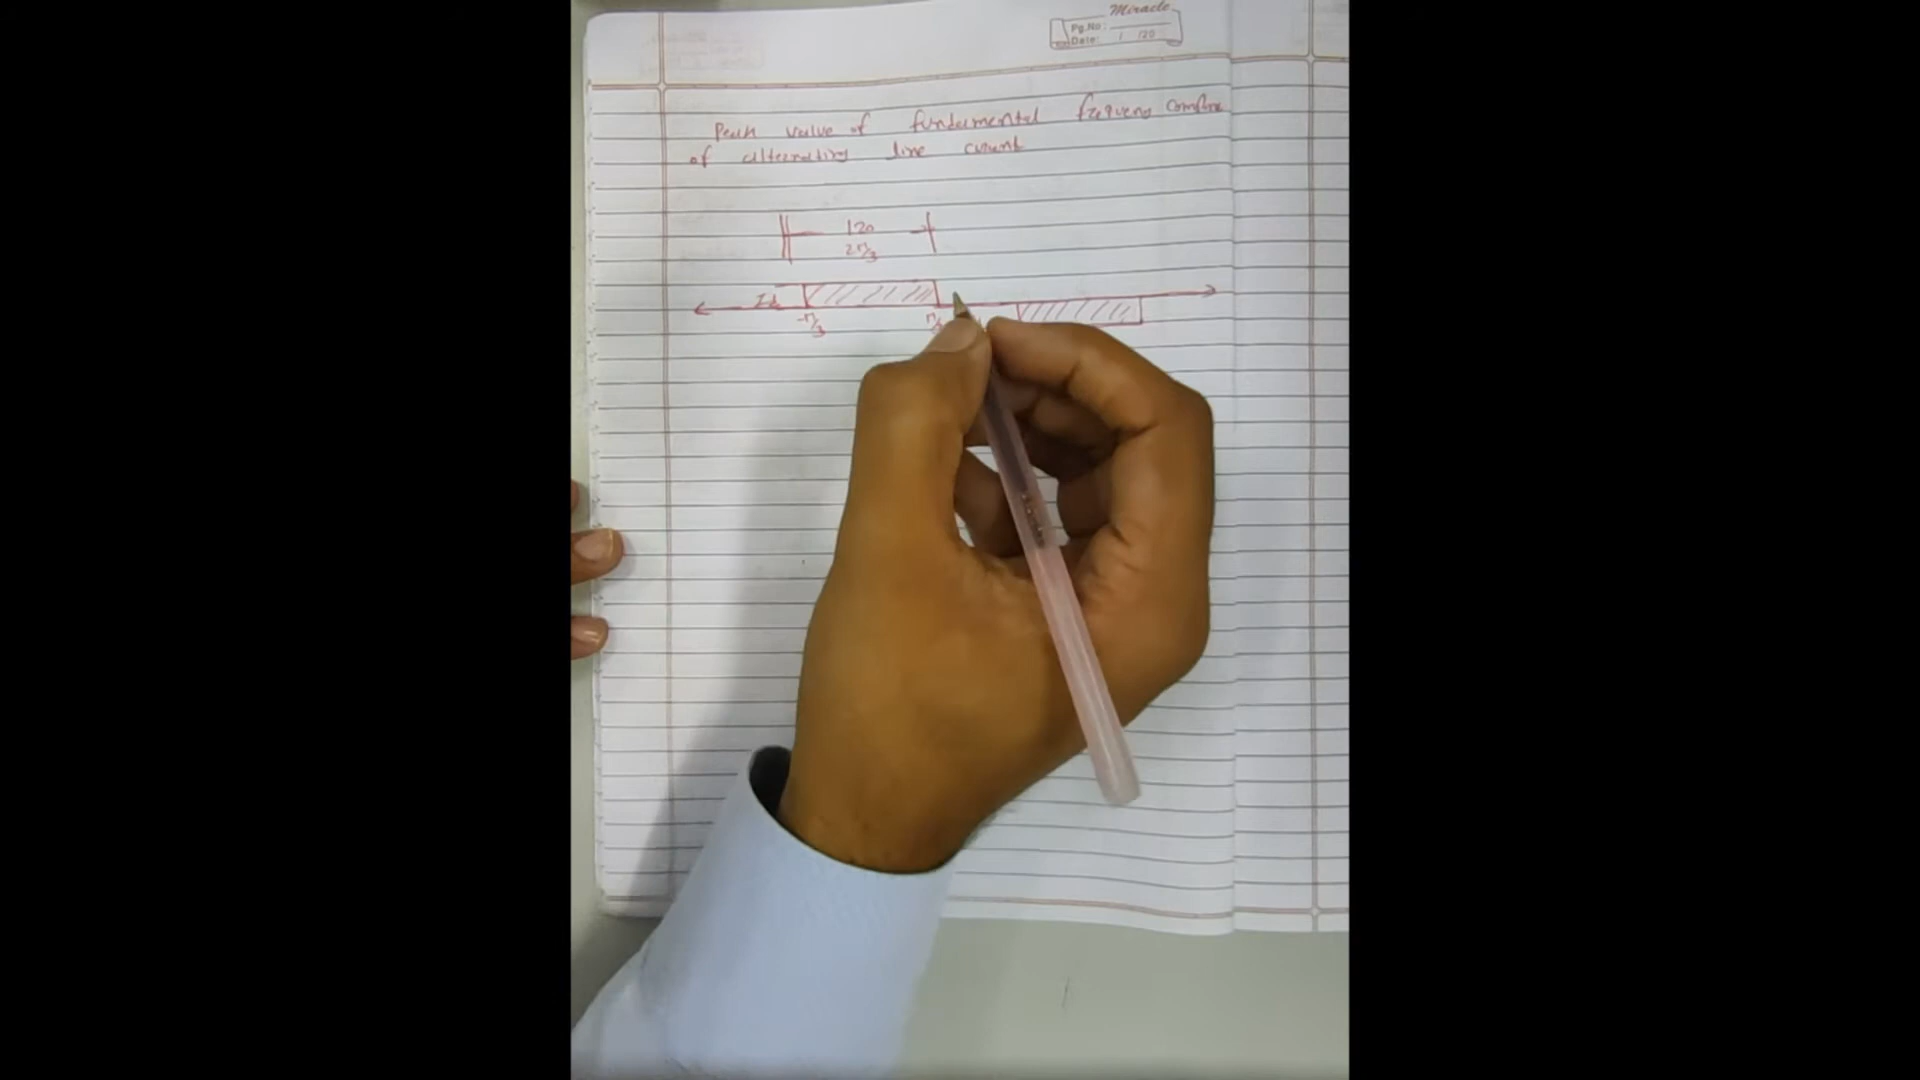 Miracle
Pg.No:
Date: / /20
Peak value of fundamental frequency
of alternating line current
120
2π/3
Id
-π/3